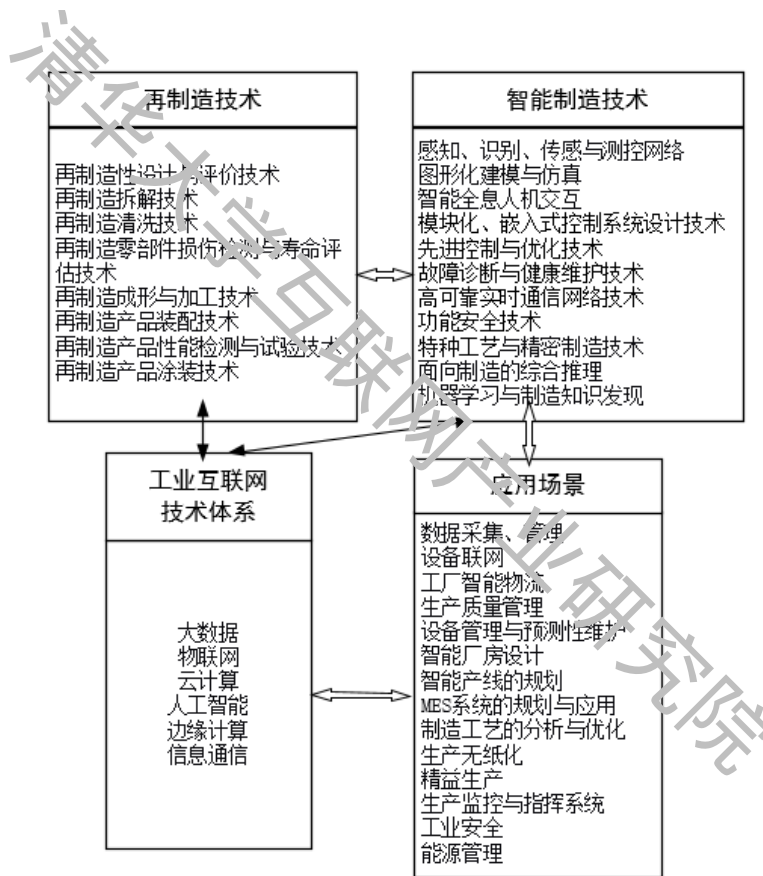 再制造技术
再制造性设计与评价技术
再制造拆解技术
再制造清洗技术
再制造零部件损伤检测与寿命评
估技术
再制造成形与加工技术
再制造产品装配技术
再制造产品性能检测与试验技术
再制造产品涂装技术
智能制造技术
感知、识别、传感与测控网络
图形化建模与仿真
智能全息人机交互
模块化、嵌入式控制系统设计技术
先进控制与优化技术
故障诊断与健康维护技术
高可靠实时通信网络技术
功能安全技术
特种工艺与精密制造技术
面向制造的综合推理
机器学习与制造知识发现
工业互联网
技术体系
大数据
物联网
云计算
人工智能
边缘计算
信息通信
应用场景
数据采集、管理
设备联网
工厂智能物流
生产质量管理
设备管理与预测性维护
智能厂房设计
智能产线的规划
MES系统的规划与应用
制造工艺的分析与优化
生产无纸化
精益生产
生产监控与指挥系统
工业安全
能源管理
清华大学互联网产业研究院